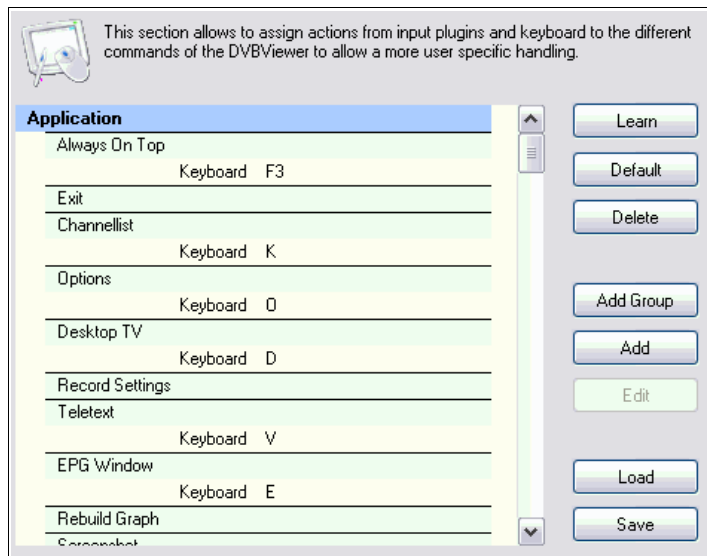 This section allows to assign actions from input plugins and keyboard to the different
commands of the DVBViewer to allow a more user specific handling.
Application
Always On Top
Keyboard F3
Exit
Channellist
Keyboard K
Options
Keyboard O
Desktop TV
Keyboard D
Record Settings
Teletext
Keyboard V
EPG Window
Keyboard E
Rebuild Graph
Screenshot
Learn
Default
Delete
Add Group
Add
Edit
Load
Save